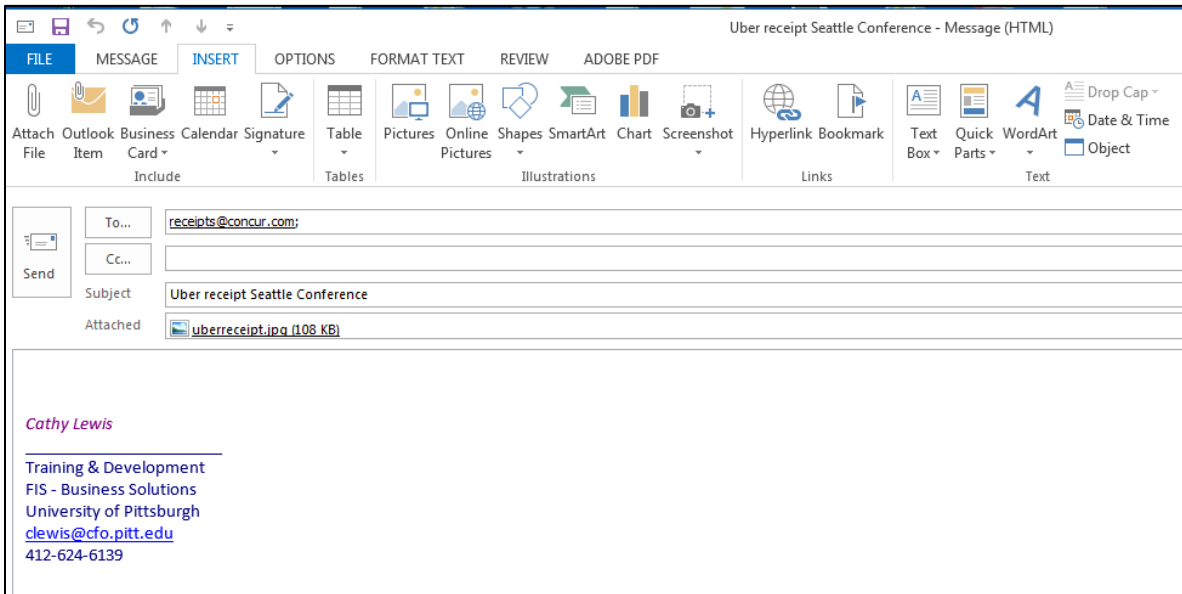 Uber receipt Seattle Conference - Message (HTML)
FILE MESSAGE INSERT OPTIONS FORMAT TEXT REVIEW ADOBE PDF
Attach File
Outlook Item
Business Card
Calendar
Signature
Include
Table
Tables
Pictures
Online Pictures
Shapes
SmartArt
Chart
Screenshot
Illustrations
Hyperlink
Bookmark
Links
A
Text Box
Quick Parts
A
WordArt
A Drop Cap
Date & Time
Object
Text
Send
To... receipts@concur.com;
Cc...
Subject Uber receipt Seattle Conference
Attached uberreceipt.jpg (108 KB)
Cathy Lewis
Training & Development
FIS - Business Solutions
University of Pittsburgh
clewis@cfo.pitt.edu
412-624-6139